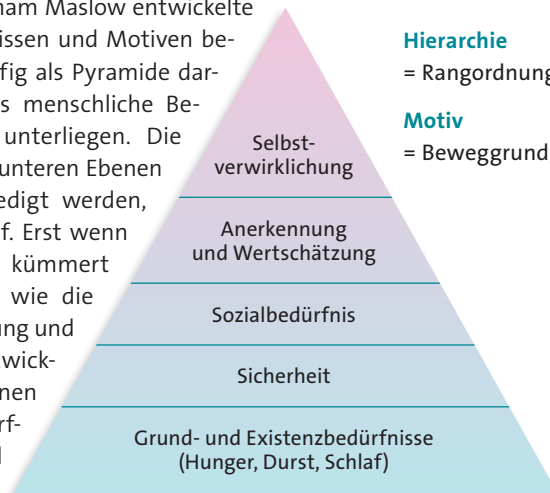 ham Maslow entwickelte
issen und Motiven be-
fig als Pyramide dar-
s menschliche Be-
unterliegen. Die
unteren Ebenen
edigt werden,
f. Erst wenn
kümmert
wie die
ung und
twick-
nen
rf-
Hierarchie
= Rangordnung
Motiv
= Beweggrund
Selbst-
verwirklichung
Anerkennung
und Wertschätzung
Sozialbedürfnis
Sicherheit
Grund- und Existenzbedürfnisse
(Hunger, Durst, Schlaf)